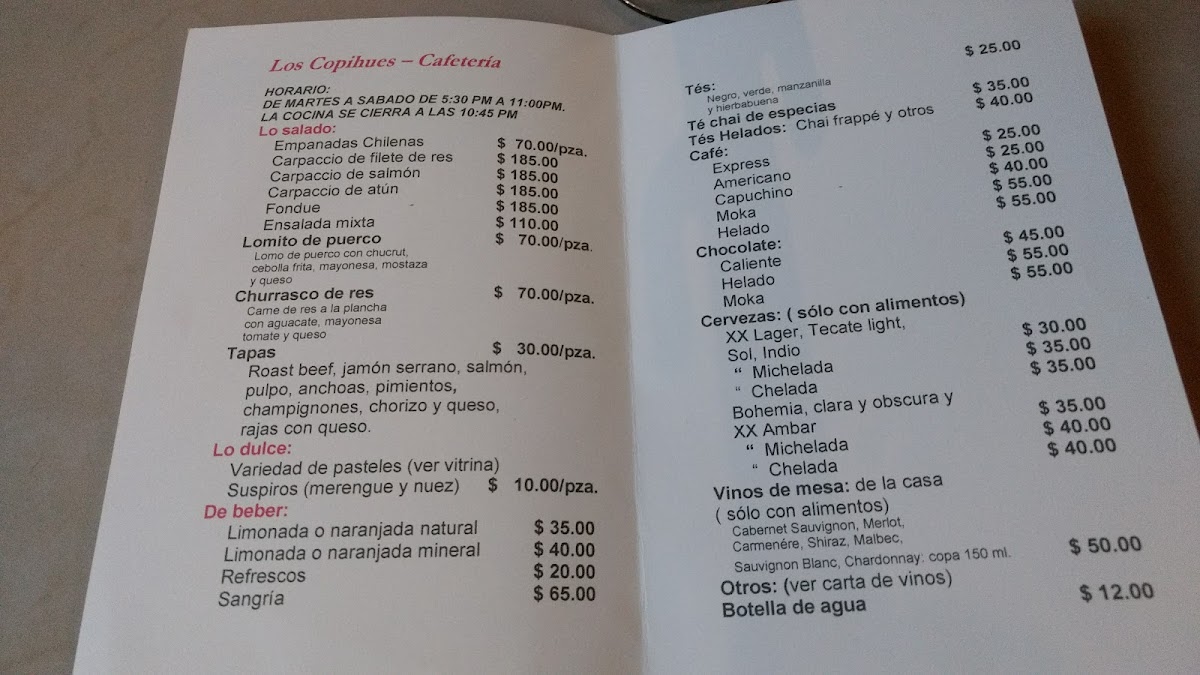 Los Copihues – Cafetería
HORARIO:
DE MARTES A SABADO DE 5:30 PM A 11:00PM.
LA COCINA SE CIERRA A LAS 10:45 PM
Lo salado:
Empanadas Chilenas $ 70.00/pza.
Carpaccio de filete de res $ 185.00
Carpaccio de salmón $ 185.00
Carpaccio de atún $ 185.00
Fondue $ 185.00
Ensalada mixta $ 110.00
Lomito de puerco $ 70.00/pza.
Lomo de puerco con chucrut,
cebolla frita, mayonesa, mostaza
y queso
Churrasco de res $ 70.00/pza.
Carne de res a la plancha
con aguacate, mayonesa
tomate y queso
Tapas $ 30.00/pza.
Roast beef, jamón serrano, salmón,
pulpo, anchoas, pimientos,
champignones, chorizo y queso,
rajas con queso.
Lo dulce:
Variedad de pasteles (ver vitrina)
Suspiros (merengue y nuez) $ 10.00/pza.
De beber:
Limonada o naranjada natural $ 35.00
Limonada o naranjada mineral $ 40.00
Refrescos $ 20.00
Sangría $ 65.00
Tés: $ 25.00
Negro, verde, manzanilla
y hierbabuena
Té chai de especias $ 35.00
Tés Helados: Chai frappé y otros $ 40.00
Café:
Express $ 25.00
Americano $ 25.00
Capuchino $ 40.00
Moka $ 55.00
Helado $ 55.00
Chocolate:
Caliente $ 45.00
Helado $ 55.00
Moka $ 55.00
Cervezas: ( sólo con alimentos)
XX Lager, Tecate light,
Sol, Indio $ 30.00
“ Michelada $ 35.00
“ Chelada $ 35.00
Bohemia, clara y obscura y
XX Ambar $ 35.00
“ Michelada $ 40.00
“ Chelada $ 40.00
Vinos de mesa: de la casa
( sólo con alimentos)
Cabernet Sauvignon, Merlot,
Carmenére, Shiraz, Malbec,
Sauvignon Blanc, Chardonnay: copa 150 ml. $ 50.00
Otros: (ver carta de vinos)
Botella de agua $ 12.00